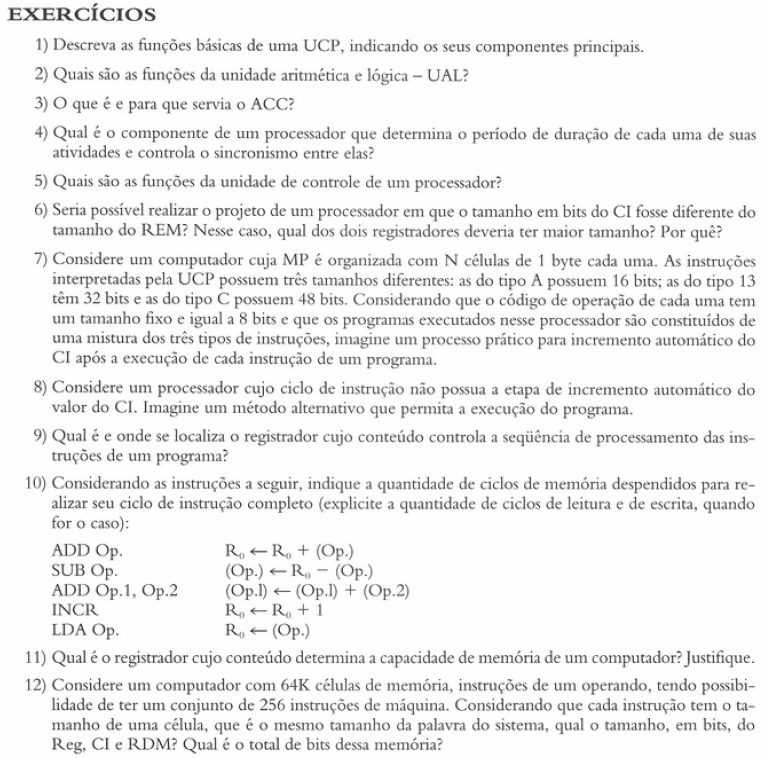 EXERCÍCIOS
1) Descreva as funções básicas de uma UCP, indicando os seus componentes principais.
2) Quais são as funções da unidade aritmética e lógica – UAL?
3) O que é e para que servia o ACC?
4) Qual é o componente de um processador que determina o período de duração de cada uma de suas
atividades e controla o sincronismo entre elas?
5) Quais são as funções da unidade de controle de um processador?
6) Seria possível realizar o projeto de um processador em que o tamanho em bits do CI fosse diferente do
tamanho do REM? Nesse caso, qual dos dois registradores deveria ter maior tamanho? Por quê?
7) Considere um computador cuja MP é organizada com N células de 1 byte cada uma. As instruções
interpretadas pela UCP possuem três tamanhos diferentes: as do tipo A possuem 16 bits; as do tipo 13
têm 32 bits e as do tipo C possuem 48 bits. Considerando que o código de operação de cada uma tem
um tamanho fixo e igual a 8 bits e que os programas executados nesse processador são constituídos de
uma mistura dos três tipos de instruções, imagine um processo prático para incremento automático do
CI após a execução de cada instrução de um programa.
8) Considere um processador cujo ciclo de instrução não possua a etapa de incremento automático do
valor do CI. Imagine um método alternativo que permita a execução do programa.
9) Qual é e onde se localiza o registrador cujo conteúdo controla a seqüência de processamento das ins-
truções de um programa?
10) Considerando as instruções a seguir, indique a quantidade de ciclos de memória despendidos para re-
alizar seu ciclo de instrução completo (explicite a quantidade de ciclos de leitura e de escrita, quando
for o caso):
ADD Op. R₀ ← R₀ + (Op.)
SUB Op. (Op.) ← R₀ − (Op.)
ADD Op.1, Op.2 (Op.l) ← (Op.l) + (Op.2)
INCR R₀ ← R₀ + 1
LDA Op. R₀ ← (Op.)
11) Qual é o registrador cujo conteúdo determina a capacidade de memória de um computador? Justifique.
12) Considere um computador com 64K células de memória, instruções de um operando, tendo possibi-
lidade de ter um conjunto de 256 instruções de máquina. Considerando que cada instrução tem o ta-
manho de uma célula, que é o mesmo tamanho da palavra do sistema, qual o tamanho, em bits, do
Reg, CI e RDM? Qual é o total de bits dessa memória?